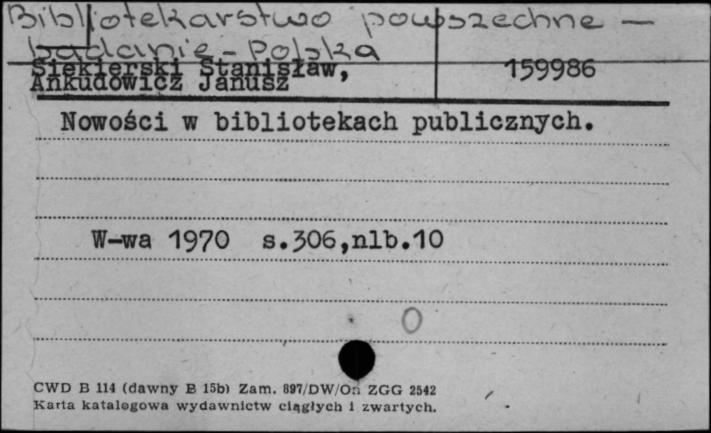 Bibliotekarstwo powszechne –
badanie – Polska
Siekierski Stanisław, 159986
Ankudowicz Janusz
Nowości w bibliotekach publicznych.
W-wa 1970 s.306,nlb.10
O
CWD B 114 (dawny B 15b) Zam. 897/DW/On ZGG 2542
Karta katalogowa wydawnictw ciągłych i zwartych.